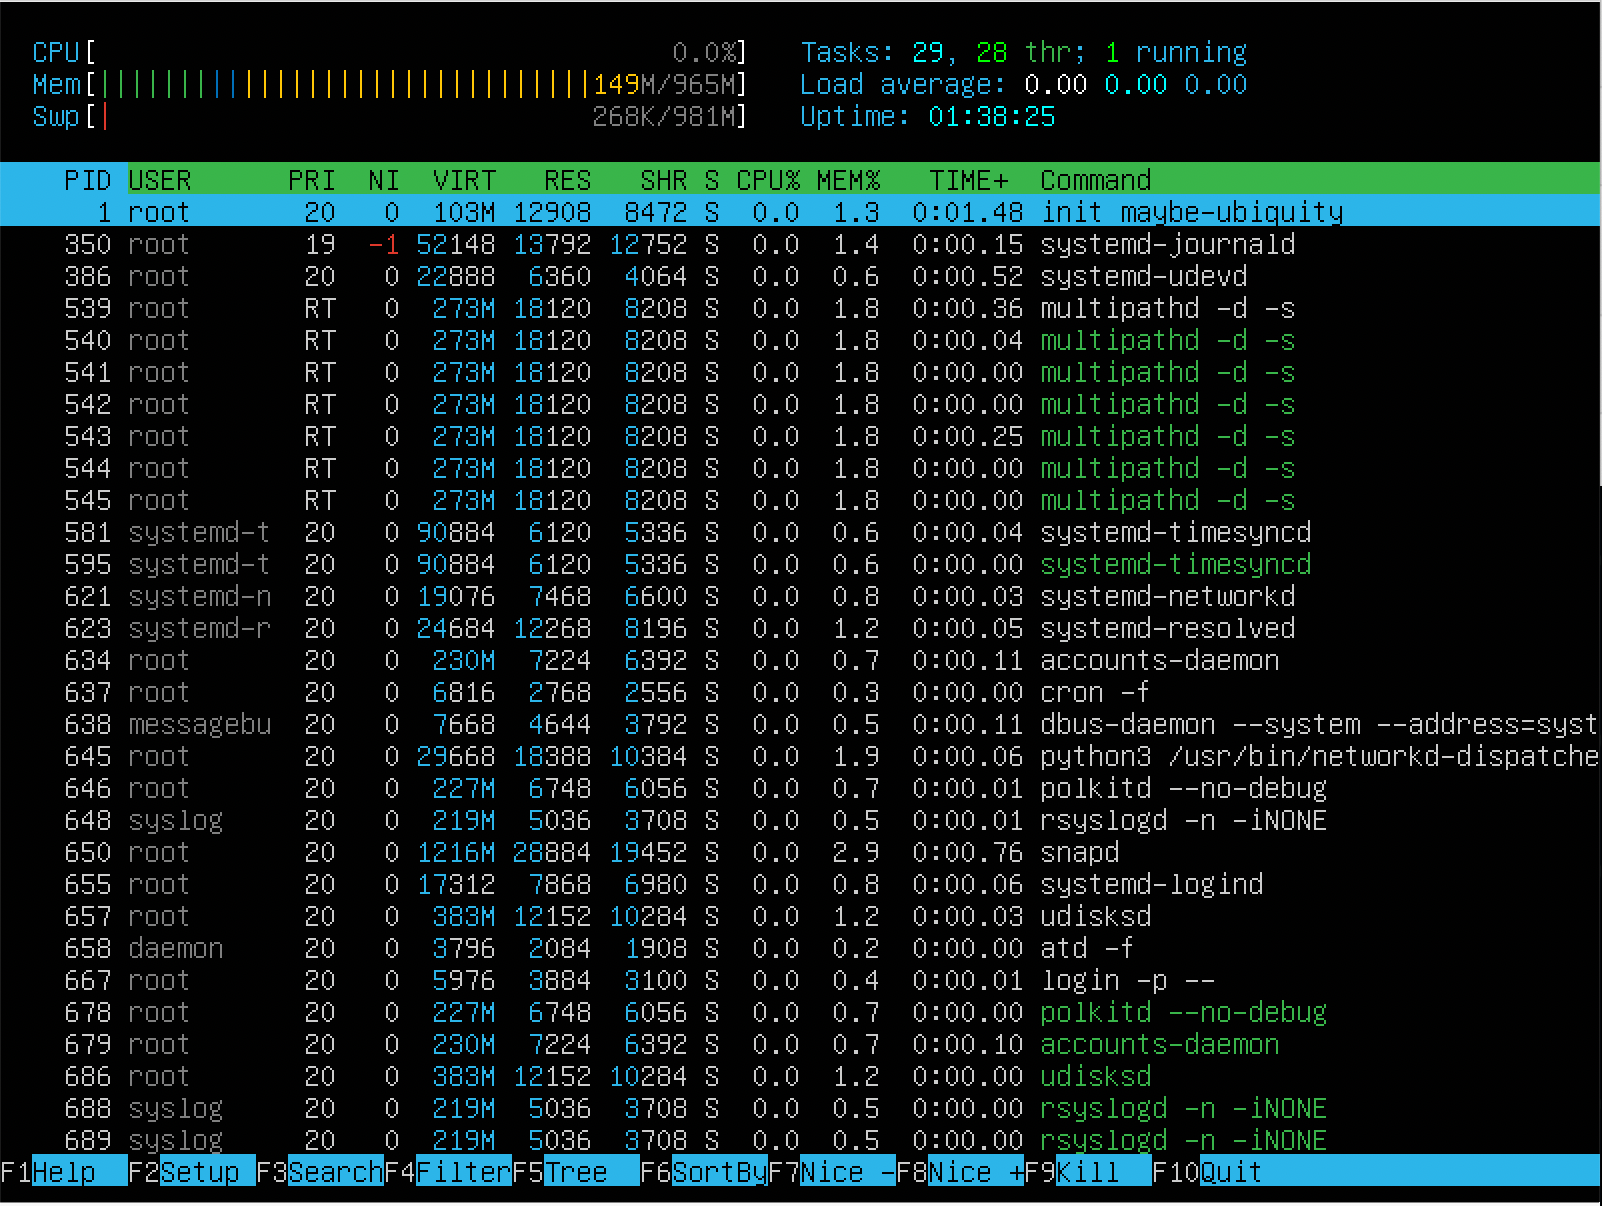 CPU[ 0.0%]
Mem[||||||||||||||||||||||||||||||||149M/965M]
Swp[| 268K/981M]
Tasks: 29, 28 thr; 1 running
Load average: 0.00 0.00 0.00
Uptime: 01:38:25
PID USER PRI NI VIRT RES SHR S CPU% MEM% TIME+ Command
1 root 20 0 103M 12908 8472 S 0.0 1.3 0:01.48 init maybe-ubiquity
350 root 19 -1 52148 13792 12752 S 0.0 1.4 0:00.15 systemd-journald
386 root 20 0 22888 6360 4064 S 0.0 0.6 0:00.52 systemd-udevd
539 root RT 0 273M 18120 8208 S 0.0 1.8 0:00.36 multipathd -d -s
540 root RT 0 273M 18120 8208 S 0.0 1.8 0:00.04 multipathd -d -s
541 root RT 0 273M 18120 8208 S 0.0 1.8 0:00.00 multipathd -d -s
542 root RT 0 273M 18120 8208 S 0.0 1.8 0:00.00 multipathd -d -s
543 root RT 0 273M 18120 8208 S 0.0 1.8 0:00.25 multipathd -d -s
544 root RT 0 273M 18120 8208 S 0.0 1.8 0:00.00 multipathd -d -s
545 root RT 0 273M 18120 8208 S 0.0 1.8 0:00.00 multipathd -d -s
581 systemd-t 20 0 90884 6120 5336 S 0.0 0.6 0:00.04 systemd-timesyncd
595 systemd-t 20 0 90884 6120 5336 S 0.0 0.6 0:00.00 systemd-timesyncd
621 systemd-n 20 0 19076 7468 6600 S 0.0 0.8 0:00.03 systemd-networkd
623 systemd-r 20 0 24684 12268 8196 S 0.0 1.2 0:00.05 systemd-resolved
634 root 20 0 230M 7224 6392 S 0.0 0.7 0:00.11 accounts-daemon
637 root 20 0 6816 2768 2556 S 0.0 0.3 0:00.00 cron -f
638 messagebu 20 0 7668 4644 3792 S 0.0 0.5 0:00.11 dbus-daemon --system --address=syst
645 root 20 0 29668 18388 10384 S 0.0 1.9 0:00.06 python3 /usr/bin/networkd-dispatche
646 root 20 0 227M 6748 6056 S 0.0 0.7 0:00.01 polkitd --no-debug
648 syslog 20 0 219M 5036 3708 S 0.0 0.5 0:00.01 rsyslogd -n -iNONE
650 root 20 0 1216M 28884 19452 S 0.0 2.9 0:00.76 snapd
655 root 20 0 17312 7868 6980 S 0.0 0.8 0:00.06 systemd-logind
657 root 20 0 383M 12152 10284 S 0.0 1.2 0:00.03 udisksd
658 daemon 20 0 3796 2084 1908 S 0.0 0.2 0:00.00 atd -f
667 root 20 0 5976 3884 3100 S 0.0 0.4 0:00.01 login -p --
678 root 20 0 227M 6748 6056 S 0.0 0.7 0:00.00 polkitd --no-debug
679 root 20 0 230M 7224 6392 S 0.0 0.7 0:00.10 accounts-daemon
686 root 20 0 383M 12152 10284 S 0.0 1.2 0:00.00 udisksd
688 syslog 20 0 219M 5036 3708 S 0.0 0.5 0:00.00 rsyslogd -n -iNONE
689 syslog 20 0 219M 5036 3708 S 0.0 0.5 0:00.00 rsyslogd -n -iNONE
F1Help F2Setup F3SearchF4FilterF5Tree F6SortByF7Nice -F8Nice +F9Kill F10Quit